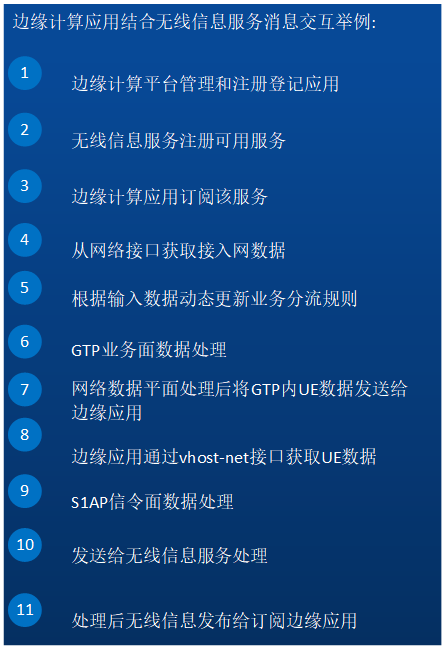 边缘计算应用结合无线信息服务消息交互举例:
1 边缘计算平台管理和注册登记应用
2 无线信息服务注册可用服务
3 边缘计算应用订阅该服务
4 从网络接口获取接入网数据
5 根据输入数据动态更新业务分流规则
6 GTP业务面数据处理
7 网络数据平面处理后将GTP内UE数据发送给
边缘应用
8 边缘应用通过vhost-net接口获取UE数据
9 S1AP信令面数据处理
10 发送给无线信息服务处理
11 处理后无线信息发布给订阅边缘应用